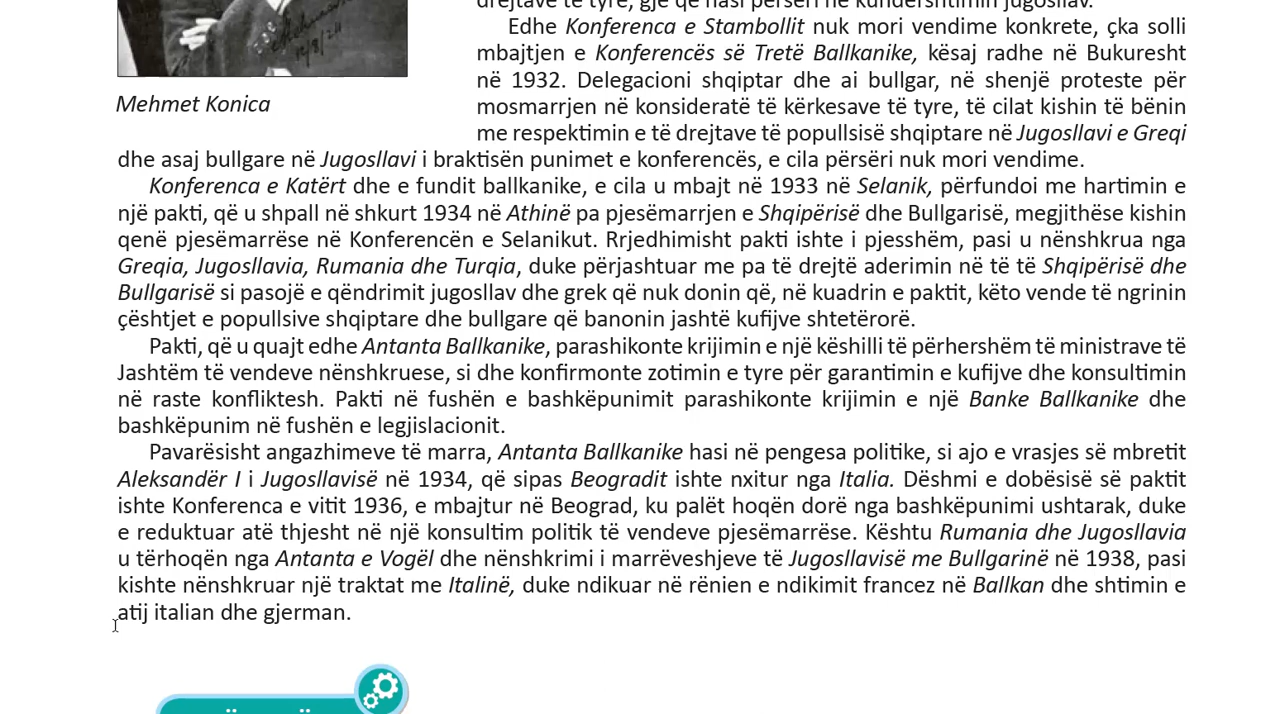 drejtave të tyre, gjë që hasi përsëri në kundërshtimin jugosllav.
Edhe Konferenca e Stambollit nuk mori vendime konkrete, çka solli
mbajtjen e Konferencës së Tretë Ballkanike, kësaj radhe në Bukuresht
në 1932. Delegacioni shqiptar dhe ai bullgar, në shenjë proteste për
mosmarrjen në konsideratë të kërkesave të tyre, të cilat kishin të bënin
me respektimin e të drejtave të popullsisë shqiptare në Jugosllavi e Greqi
dhe asaj bullgare në Jugosllavi i braktisën punimet e konferencës, e cila përsëri nuk mori vendime.
Mehmet Konica
Konferenca e Katërt dhe e fundit ballkanike, e cila u mbajt në 1933 në Selanik, përfundoi me hartimin e
një pakti, që u shpall në shkurt 1934 në Athinë pa pjesëmarrjen e Shqipërisë dhe Bullgarisë, megjithëse kishin
qenë pjesëmarrëse në Konferencën e Selanikut. Rrjedhimisht pakti ishte i pjesshëm, pasi u nënshkrua nga
Greqia, Jugosllavia, Rumania dhe Turqia, duke përjashtuar me pa të drejtë aderimin në të të Shqipërisë dhe
Bullgarisë si pasojë e qëndrimit jugosllav dhe grek që nuk donin që, në kuadrin e paktit, këto vende të ngrinin
çështjet e popullsive shqiptare dhe bullgare që banonin jashtë kufijve shtetërorë.
Pakti, që u quajt edhe Antanta Ballkanike, parashikonte krijimin e një këshilli të përhershëm të ministrave të
Jashtëm të vendeve nënshkruese, si dhe konfirmonte zotimin e tyre për garantimin e kufijve dhe konsultimin
në raste konfliktesh. Pakti në fushën e bashkëpunimit parashikonte krijimin e një Banke Ballkanike dhe
bashkëpunim në fushën e legjislacionit.
Pavarësisht angazhimeve të marra, Antanta Ballkanike hasi në pengesa politike, si ajo e vrasjes së mbretit
Aleksandër I i Jugosllavisë në 1934, që sipas Beogradit ishte nxitur nga Italia. Dëshmi e dobësisë së paktit
ishte Konferenca e vitit 1936, e mbajtur në Beograd, ku palët hoqën dorë nga bashkëpunimi ushtarak, duke
e reduktuar atë thjesht në një konsultim politik të vendeve pjesëmarrëse. Kështu Rumania dhe Jugosllavia
u tërhoqën nga Antanta e Vogël dhe nënshkrimi i marrëveshjeve të Jugosllavisë me Bullgarinë në 1938, pasi
kishte nënshkruar një traktat me Italinë, duke ndikuar në rënien e ndikimit francez në Ballkan dhe shtimin e
atij italian dhe gjerman.